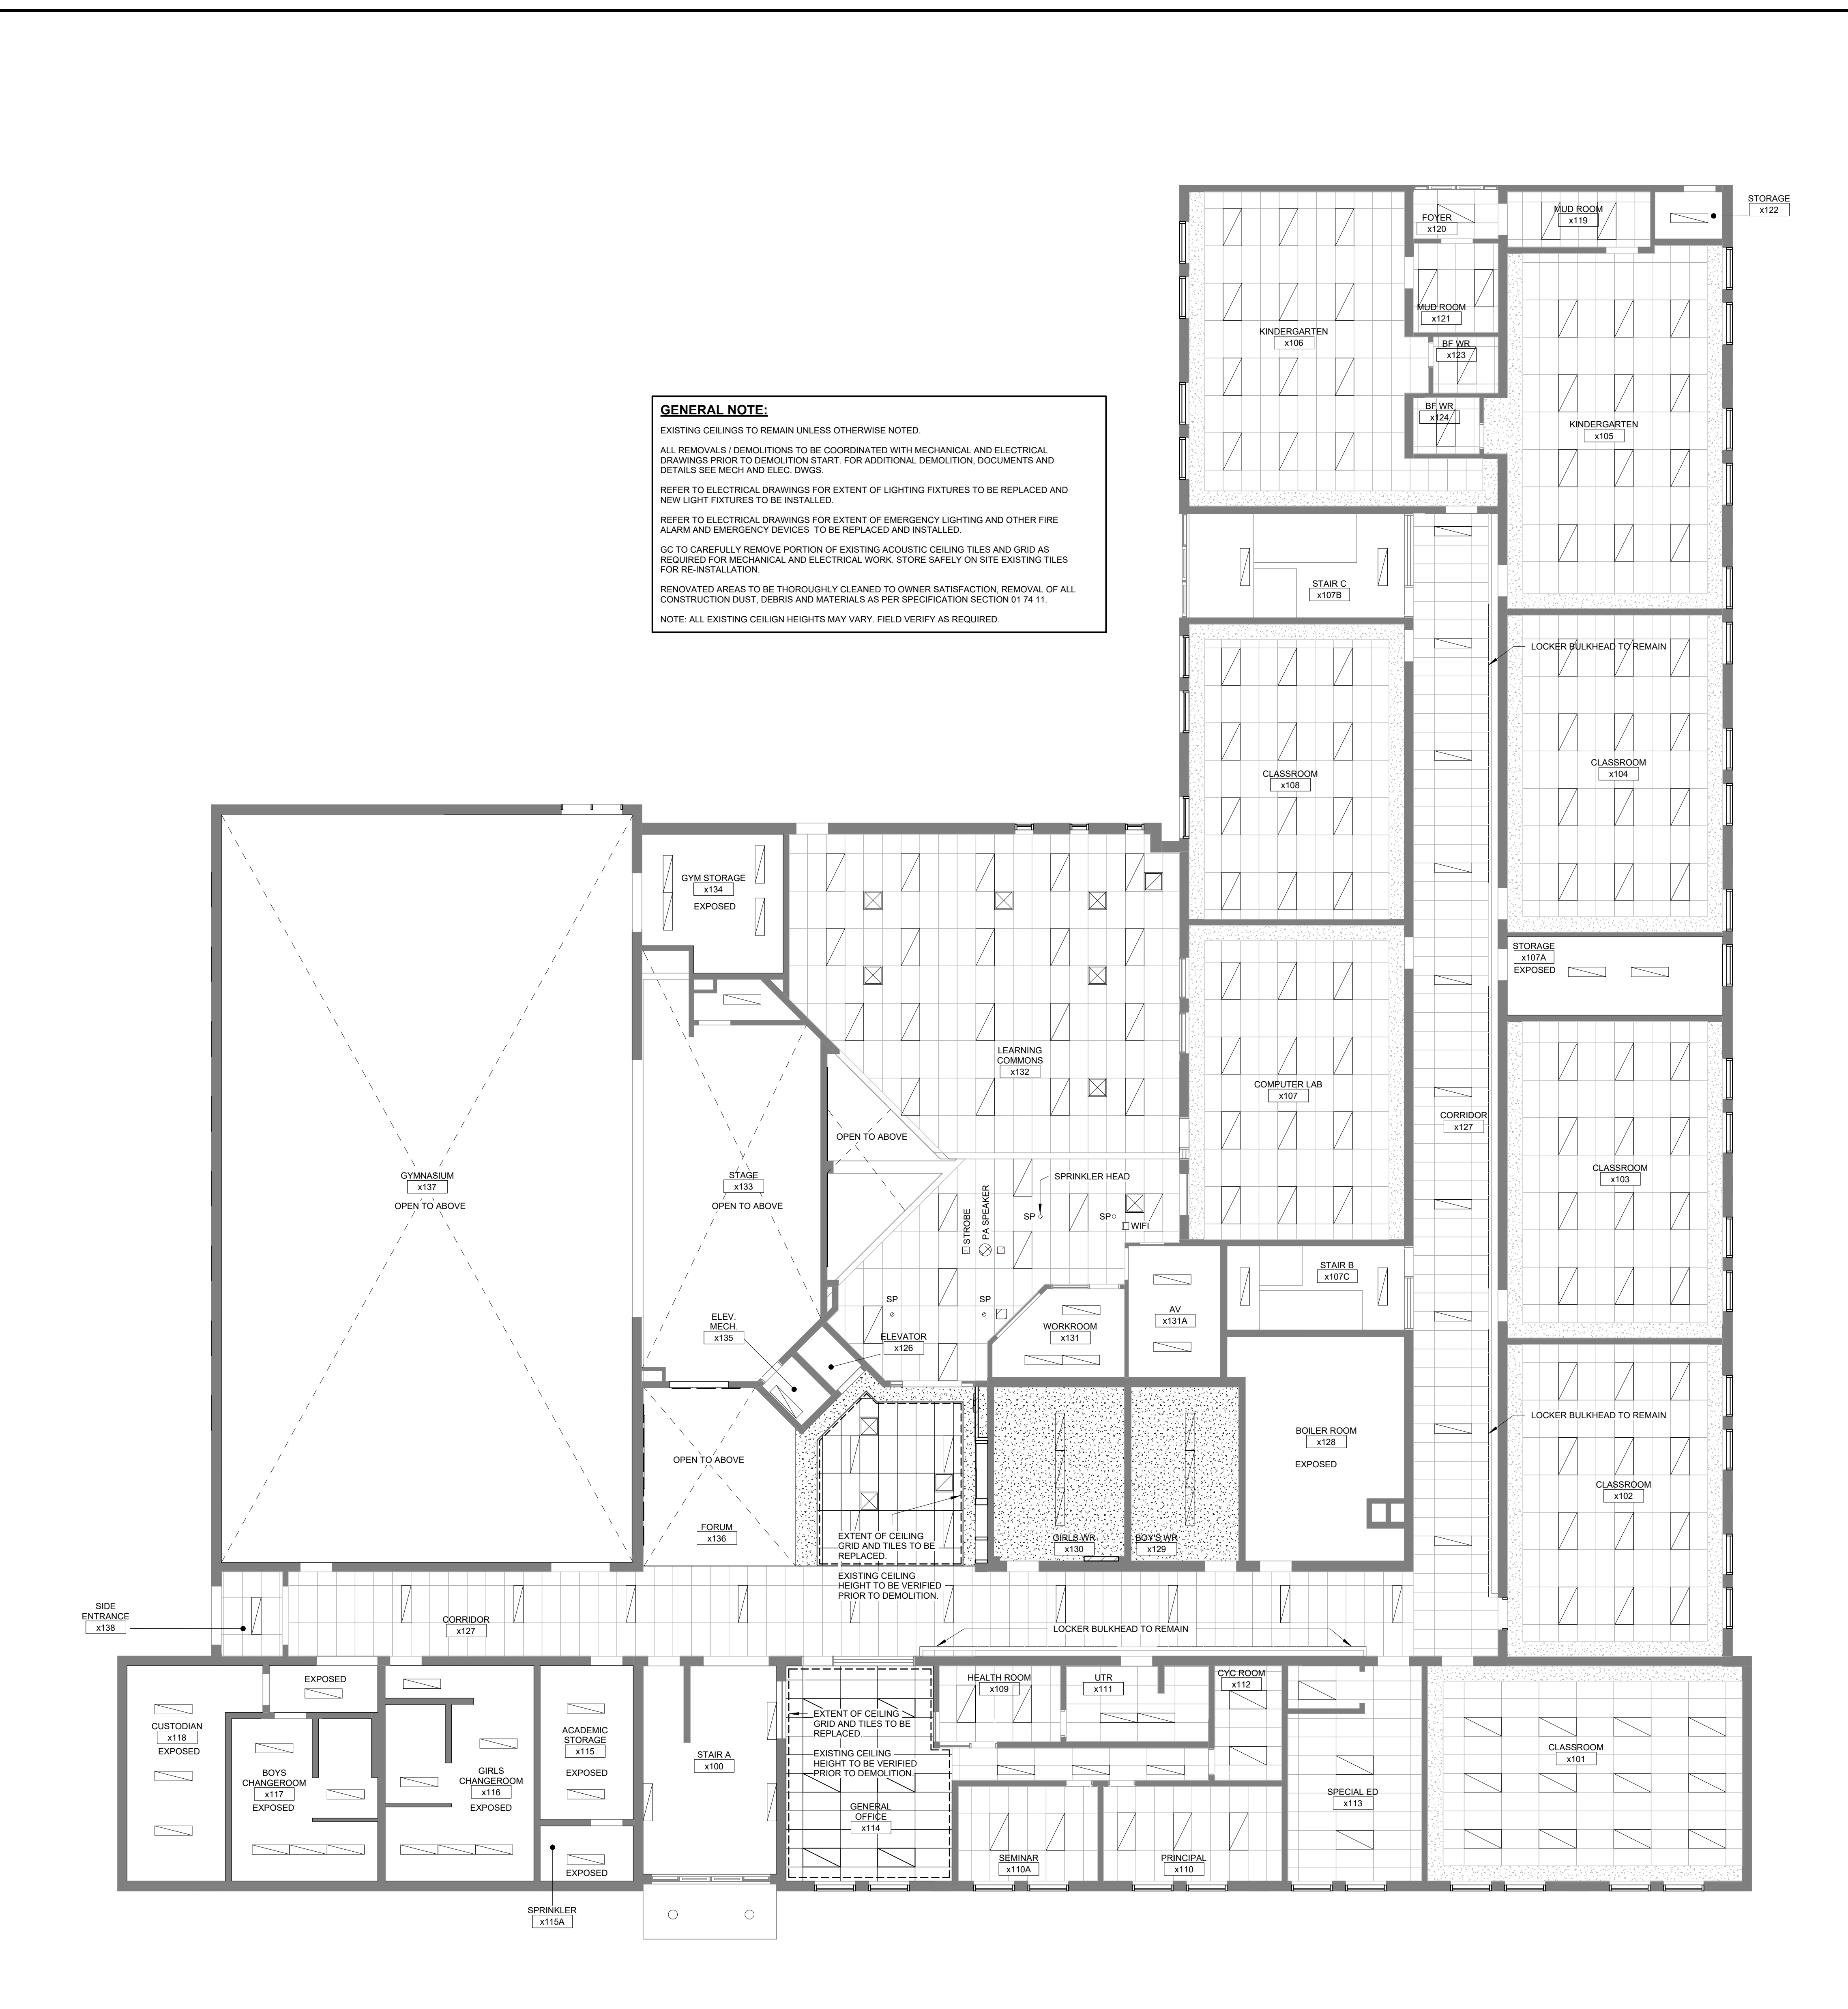 STORAGE
x122
FOYER
x120
MUD ROOM
x119
MUD ROOM
x121
KINDERGARTEN
x106
BF WR
x123
BF WR
x124
KINDERGARTEN
x105
GENERAL NOTE:
EXISTING CEILINGS TO REMAIN UNLESS OTHERWISE NOTED.
ALL REMOVALS / DEMOLITIONS TO BE COORDINATED WITH MECHANICAL AND ELECTRICAL
DRAWINGS PRIOR TO DEMOLITION START. FOR ADDITIONAL DEMOLITION, DOCUMENTS AND
DETAILS SEE MECH AND ELEC. DWGS.
REFER TO ELECTRICAL DRAWINGS FOR EXTENT OF LIGHTING FIXTURES TO BE REPLACED AND
NEW LIGHT FIXTURES TO BE INSTALLED.
REFER TO ELECTRICAL DRAWINGS FOR EXTENT OF EMERGENCY LIGHTING AND OTHER FIRE
ALARM AND EMERGENCY DEVICES TO BE REPLACED AND INSTALLED.
GC TO CAREFULLY REMOVE PORTION OF EXISTING ACOUSTIC CEILING TILES AND GRID AS
REQUIRED FOR MECHANICAL AND ELECTRICAL WORK. STORE SAFELY ON SITE EXISTING TILES
FOR RE-INSTALLATION.
RENOVATED AREAS TO BE THOROUGHLY CLEANED TO OWNER SATISFACTION, REMOVAL OF ALL
CONSTRUCTION DUST, DEBRIS AND MATERIALS AS PER SPECIFICATION SECTION 01 74 11.
NOTE: ALL EXISTING CEILIGN HEIGHTS MAY VARY. FIELD VERIFY AS REQUIRED.
STAIR C
x107B
LOCKER BULKHEAD TO REMAIN
CLASSROOM
x108
CLASSROOM
x104
GYM STORAGE
x134
EXPOSED
STORAGE
x107A
EXPOSED
LEARNING
COMMONS
x132
COMPUTER LAB
x107
CORRIDOR
x127
OPEN TO ABOVE
GYMNASIUM
x137
OPEN TO ABOVE
STAGE
x133
OPEN TO ABOVE
CLASSROOM
x103
SPRINKLER HEAD
STROBE
PA SPEAKER
SP
SP
WIFI
STAIR B
x107C
SP
SP
AV
x131A
ELEV.
MECH.
x135
ELEVATOR
x126
WORKROOM
x131
LOCKER BULKHEAD TO REMAIN
BOILER ROOM
x128
EXPOSED
OPEN TO ABOVE
CLASSROOM
x102
FORUM
x136
EXTENT OF CEILING
GRID AND TILES TO BE
REPLACED.
EXISTING CEILING
HEIGHT TO BE VERIFIED
PRIOR TO DEMOLITION.
GIRLS WR
x130
BOY'S WR
x129
SIDE
ENTRANCE
x138
CORRIDOR
x127
LOCKER BULKHEAD TO REMAIN
EXPOSED
CUSTODIAN
x118
EXPOSED
BOYS
CHANGEROOM
x117
EXPOSED
GIRLS
CHANGEROOM
x116
EXPOSED
ACADEMIC
STORAGE
x115
EXPOSED
STAIR A
x100
EXTENT OF CEILING
GRID AND TILES TO BE
REPLACED.
EXISTING CEILING
HEIGHT TO BE VERIFIED
PRIOR TO DEMOLITION.
GENERAL
OFFICE
x114
HEALTH ROOM
x109
UTR
x111
CYC ROOM
x112
SPECIAL ED
x113
CLASSROOM
x101
SEMINAR
x110A
PRINCIPAL
x110
EXPOSED
SPRINKLER
x115A